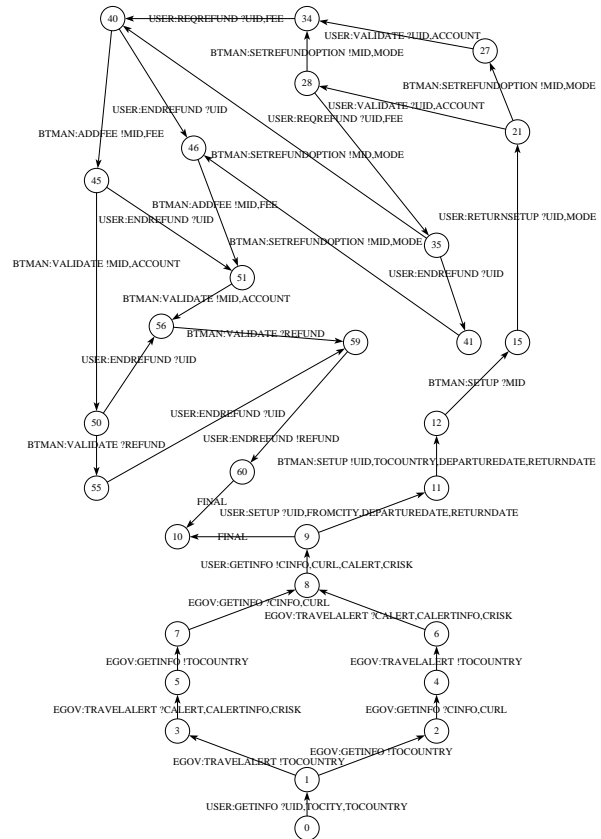 40
USER:REQREFUND ?UID,FEE
34
USER:VALIDATE ?UID,ACCOUNT
27
BTMAN:SETREFUNDOPTION !MID,MODE
28
BTMAN:SETREFUNDOPTION !MID,MODE
USER:VALIDATE ?UID,ACCOUNT
USER:ENDREFUND ?UID
USER:REQREFUND ?UID,FEE
21
BTMAN:ADDFEE !MID,FEE
46
BTMAN:SETREFUNDOPTION !MID,MODE
45
BTMAN:ADDFEE !MID,FEE
USER:ENDREFUND ?UID
USER:RETURNSETUP ?UID,MODE
BTMAN:SETREFUNDOPTION !MID,MODE
35
BTMAN:VALIDATE !MID,ACCOUNT
51
USER:ENDREFUND ?UID
BTMAN:VALIDATE !MID,ACCOUNT
56
BTMAN:VALIDATE ?REFUND
59
41
15
USER:ENDREFUND ?UID
BTMAN:SETUP ?MID
50
USER:ENDREFUND ?UID
12
BTMAN:VALIDATE ?REFUND
USER:ENDREFUND !REFUND
BTMAN:SETUP !UID,TOCOUNTRY,DEPARTUREDATE,RETURNDATE
60
55
11
FINAL
USER:SETUP ?UID,FROMCITY,DEPARTUREDATE,RETURNDATE
10
FINAL
9
USER:GETINFO !CINFO,CURL,CALERT,CRISK
8
EGOV:GETINFO ?CINFO,CURL
EGOV:TRAVELALERT ?CALERT,CALERTINFO,CRISK
7
6
EGOV:GETINFO !TOCOUNTRY
EGOV:TRAVELALERT !TOCOUNTRY
5
4
EGOV:TRAVELALERT ?CALERT,CALERTINFO,CRISK
EGOV:GETINFO ?CINFO,CURL
3
2
EGOV:GETINFO !TOCOUNTRY
EGOV:TRAVELALERT !TOCOUNTRY
1
USER:GETINFO ?UID,TOCITY,TOCOUNTRY
0